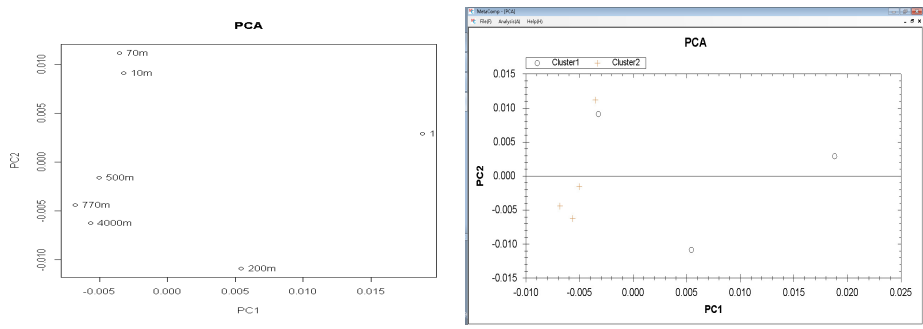 PCA
70m
10m
1
500m
770m
4000m
200m
0.010
0.005
0.000
-0.005
-0.010
PC2
-0.005 0.000 0.005 0.010 0.015
PC1
MetaComp - [PCA]
File(F) Analysis(A) Help(H)
PCA
Cluster1 Cluster2
0.015
0.010
0.005
0.000
-0.005
-0.010
-0.015
PC2
-0.010 -0.005 0.000 0.005 0.010 0.015 0.020 0.025
PC1